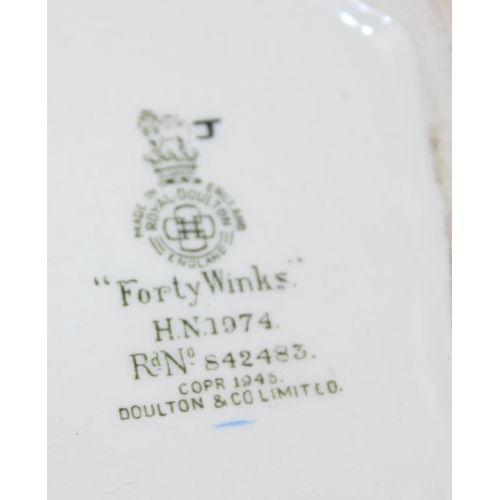 J
MADE IN ENGLAND
ROYAL DOULTON
ENGLAND
"Forty Winks."
H.N.1974.
RdNo 842483.
COPR 1945.
DOULTON & CO LIMITED.